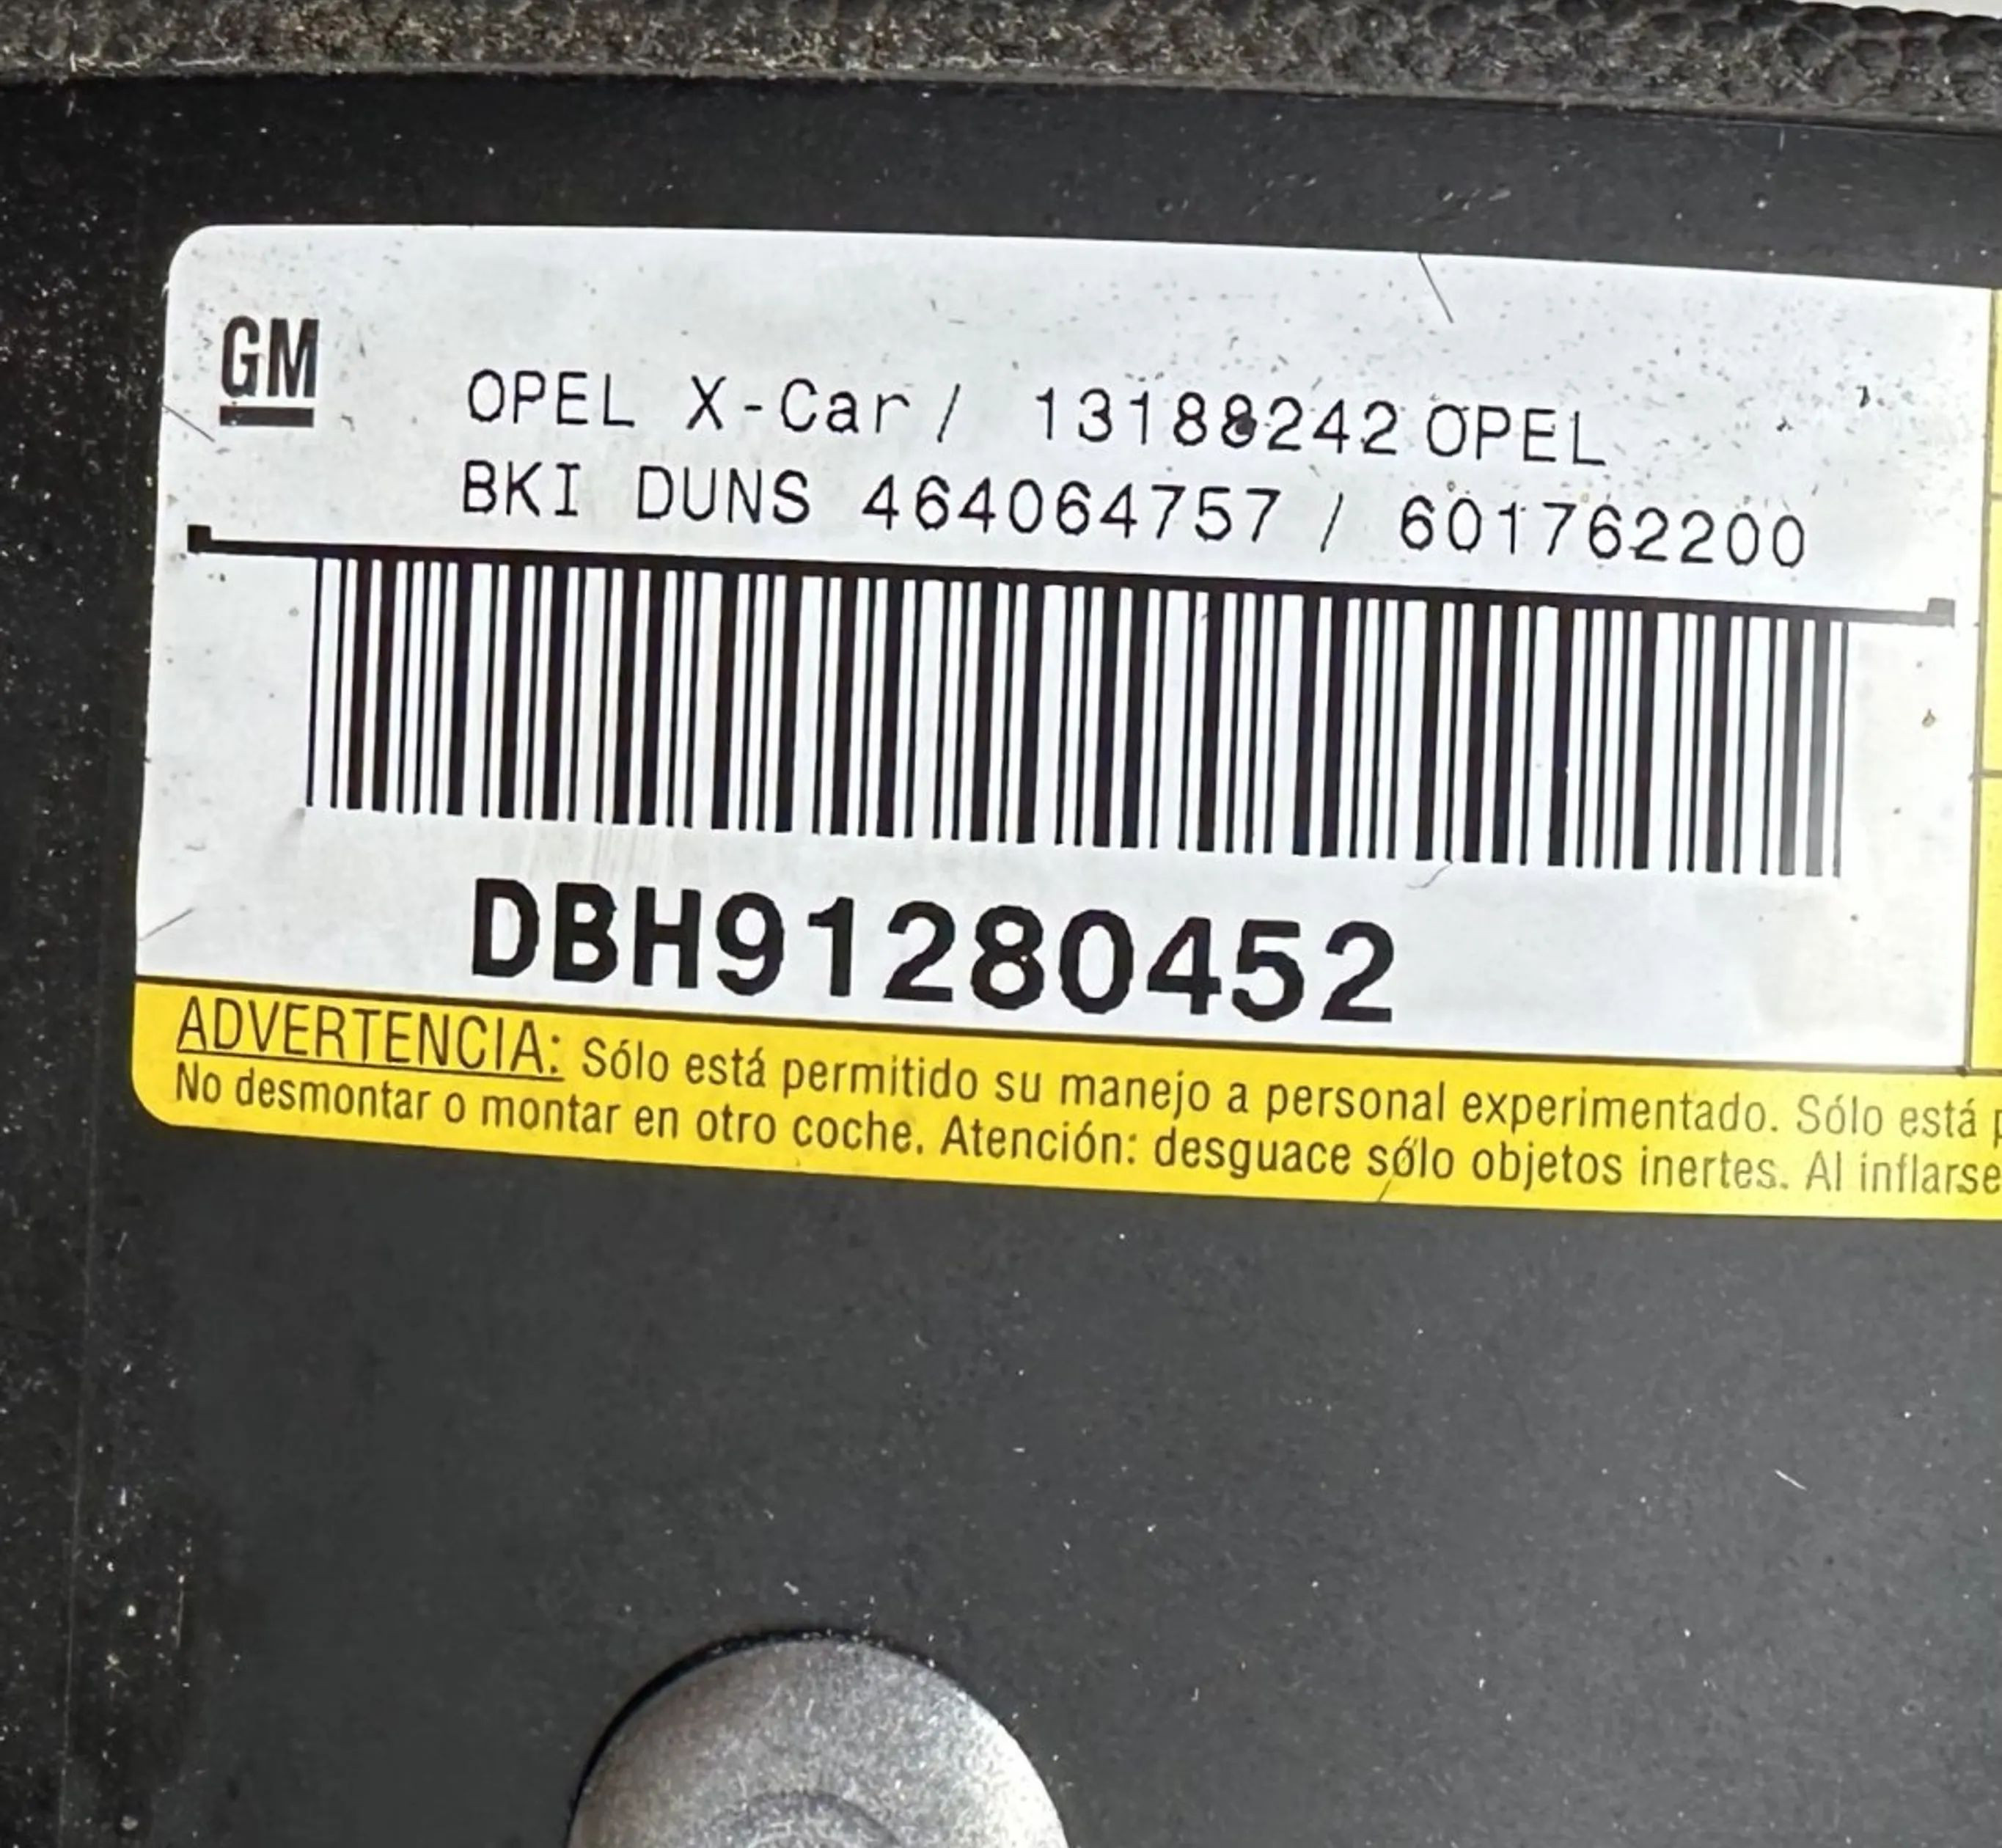 GM
OPEL X-Car/ 13188242 OPEL
BKI DUNS 464064757 / 601762200
DBH91280452
ADVERTENCIA: Sólo está permitido su manejo a personal experimentado. Sólo está
No desmontar o montar en otro coche. Atención: desguace sólo objetos inertes. Al inflarse